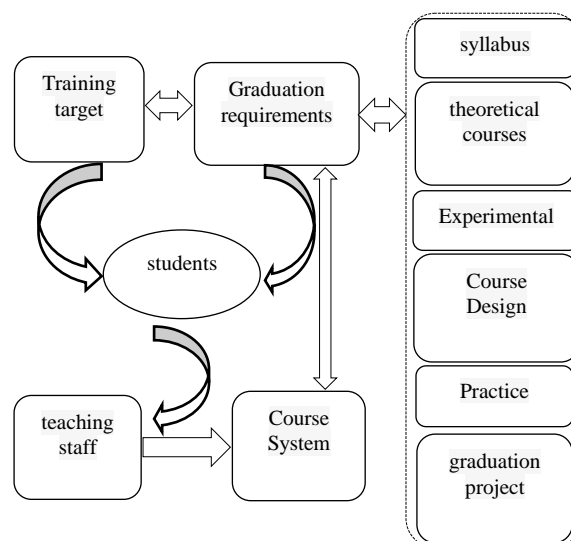 Training
target
Graduation
requirements
students
teaching
staff
Course
System
syllabus
theoretical
courses
Experimental
Course
Design
Practice
graduation
project